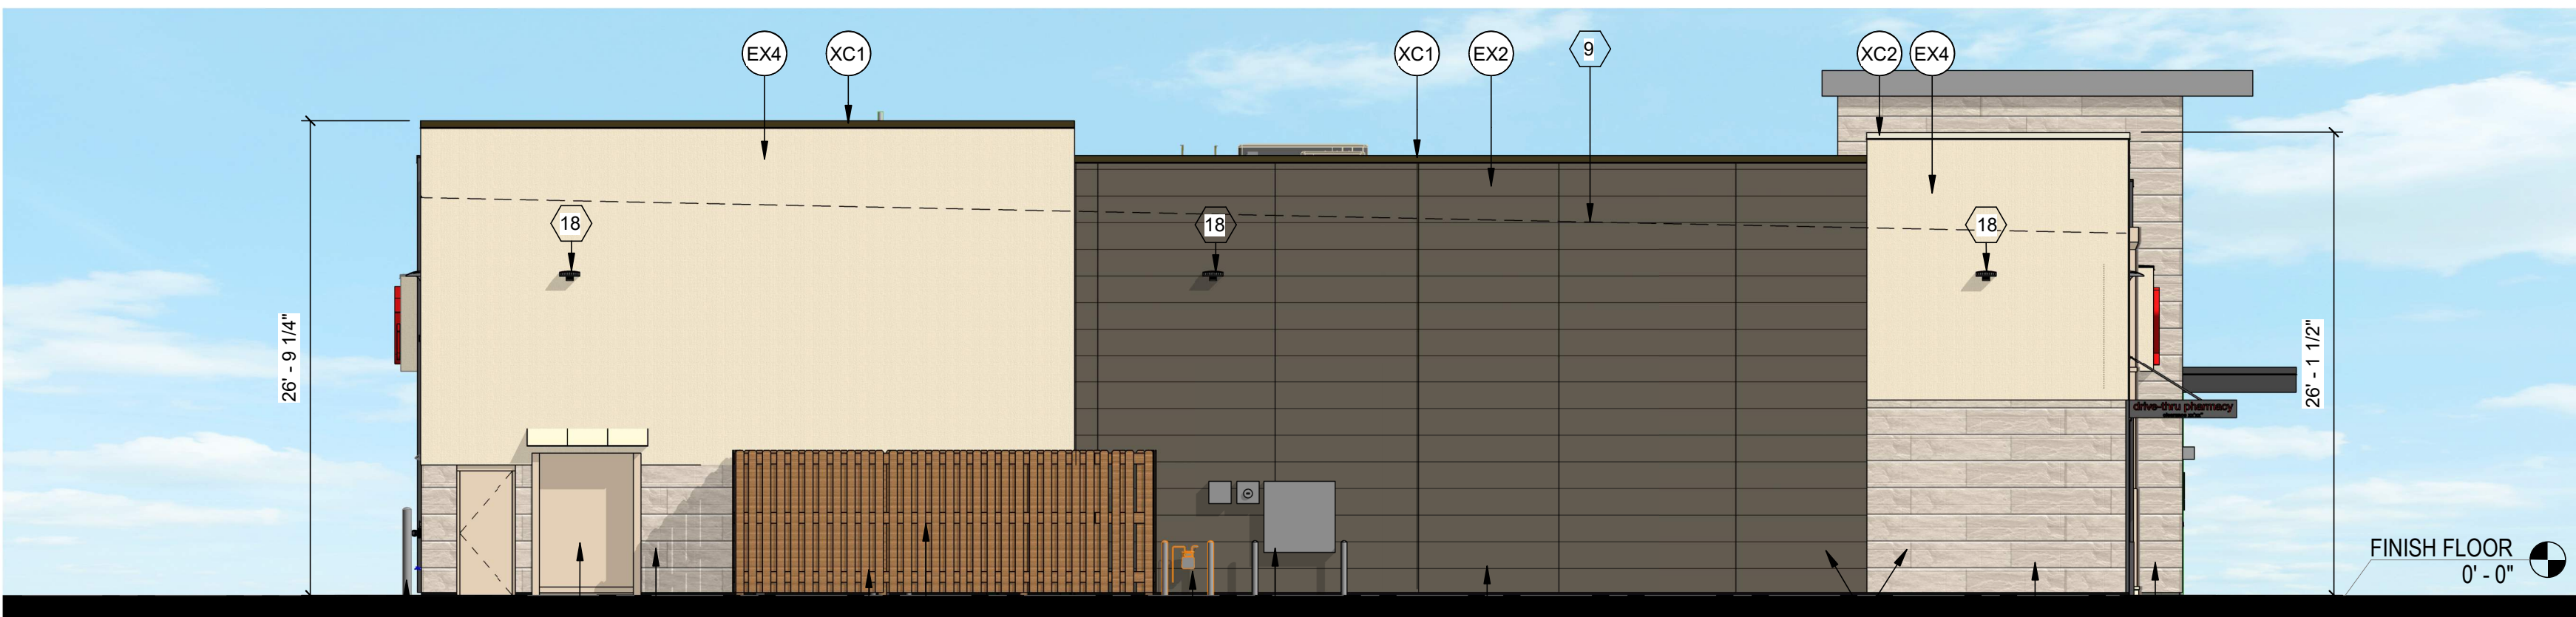 EX4
XC1
XC1
EX2
9
XC2
EX4
18
18
18
26' - 9 1/4"
26' - 1 1/2"
drive-thru pharmacy
FINISH FLOOR
0' - 0"